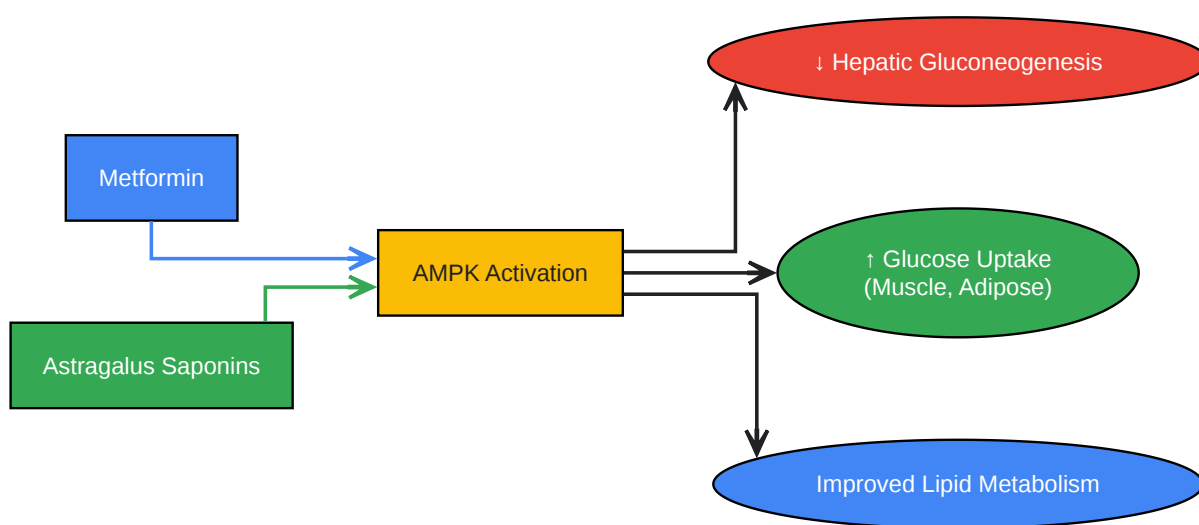 ↓ Hepatic Gluconeogenesis
Metformin
AMPK Activation
↑ Glucose Uptake
(Muscle, Adipose)
Astragalus Saponins
Improved Lipid Metabolism